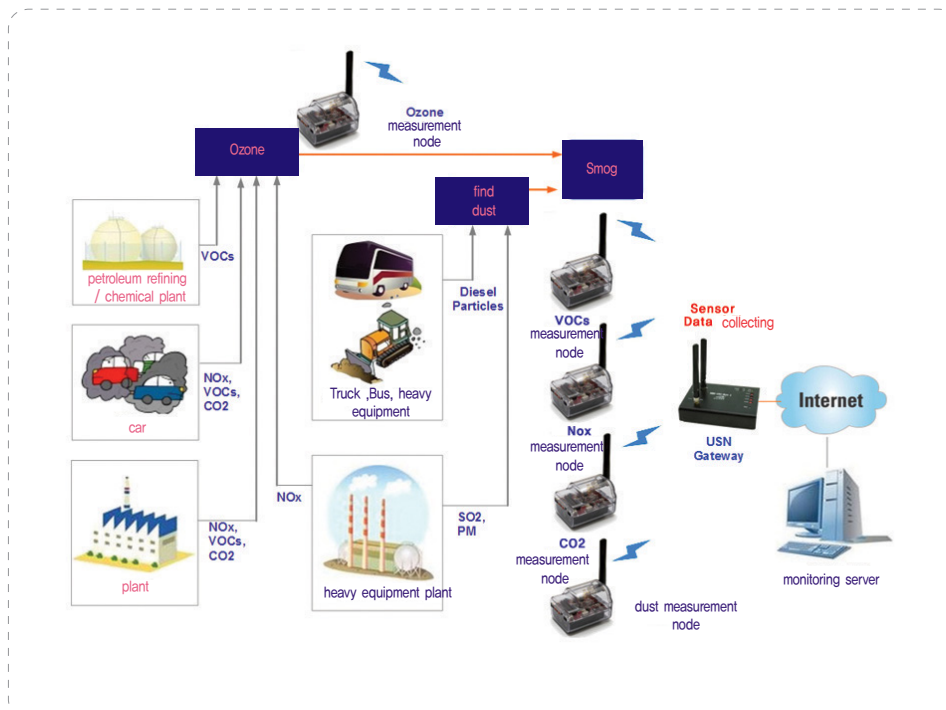 Ozone
measurement
node
Ozone
Smog
find
dust
VOCs
petroleum refining
/ chemical plant
Diesel
Particles
NOx,
VOCs,
CO2
car
Truck ,Bus, heavy
equipment
VOCs
measurement
node
Sensor
Data collecting
Internet
USN
Gateway
Nox
measurement
node
NOx
NOx,
VOCs,
CO2
plant
SO2,
PM
heavy equipment plant
CO2
measurement
node
dust measurement
node
monitoring server